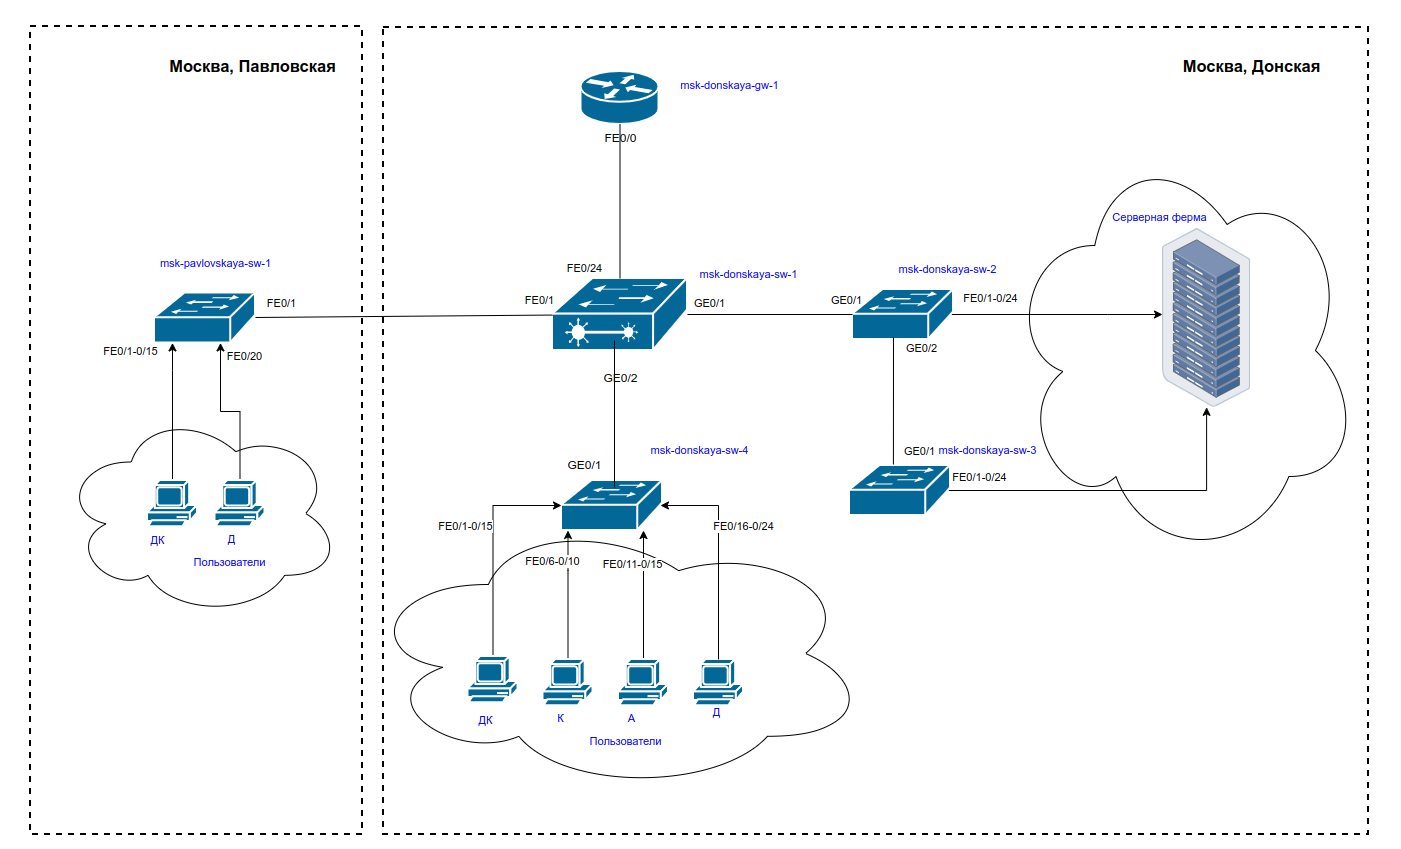 Москва, Павловская
Москва, Донская
msk-donskaya-gw-1
FE0/0
Серверная ферма
msk-pavlovskaya-sw-1
FE0/24
msk-donskaya-sw-1
msk-donskaya-sw-2
FE0/1
FE0/1
GE0/1
GE0/1
FE0/1-0/24
FE0/1-0/15
FE0/20
GE0/2
GE0/2
msk-donskaya-sw-4
GE0/1
msk-donskaya-sw-3
GE0/1
FE0/1-0/24
FE0/1-0/15
FE0/16-0/24
FE0/6-0/10
FE0/11-0/15
ДК
Д
Пользователи
ДК
К
А
Д
Пользователи